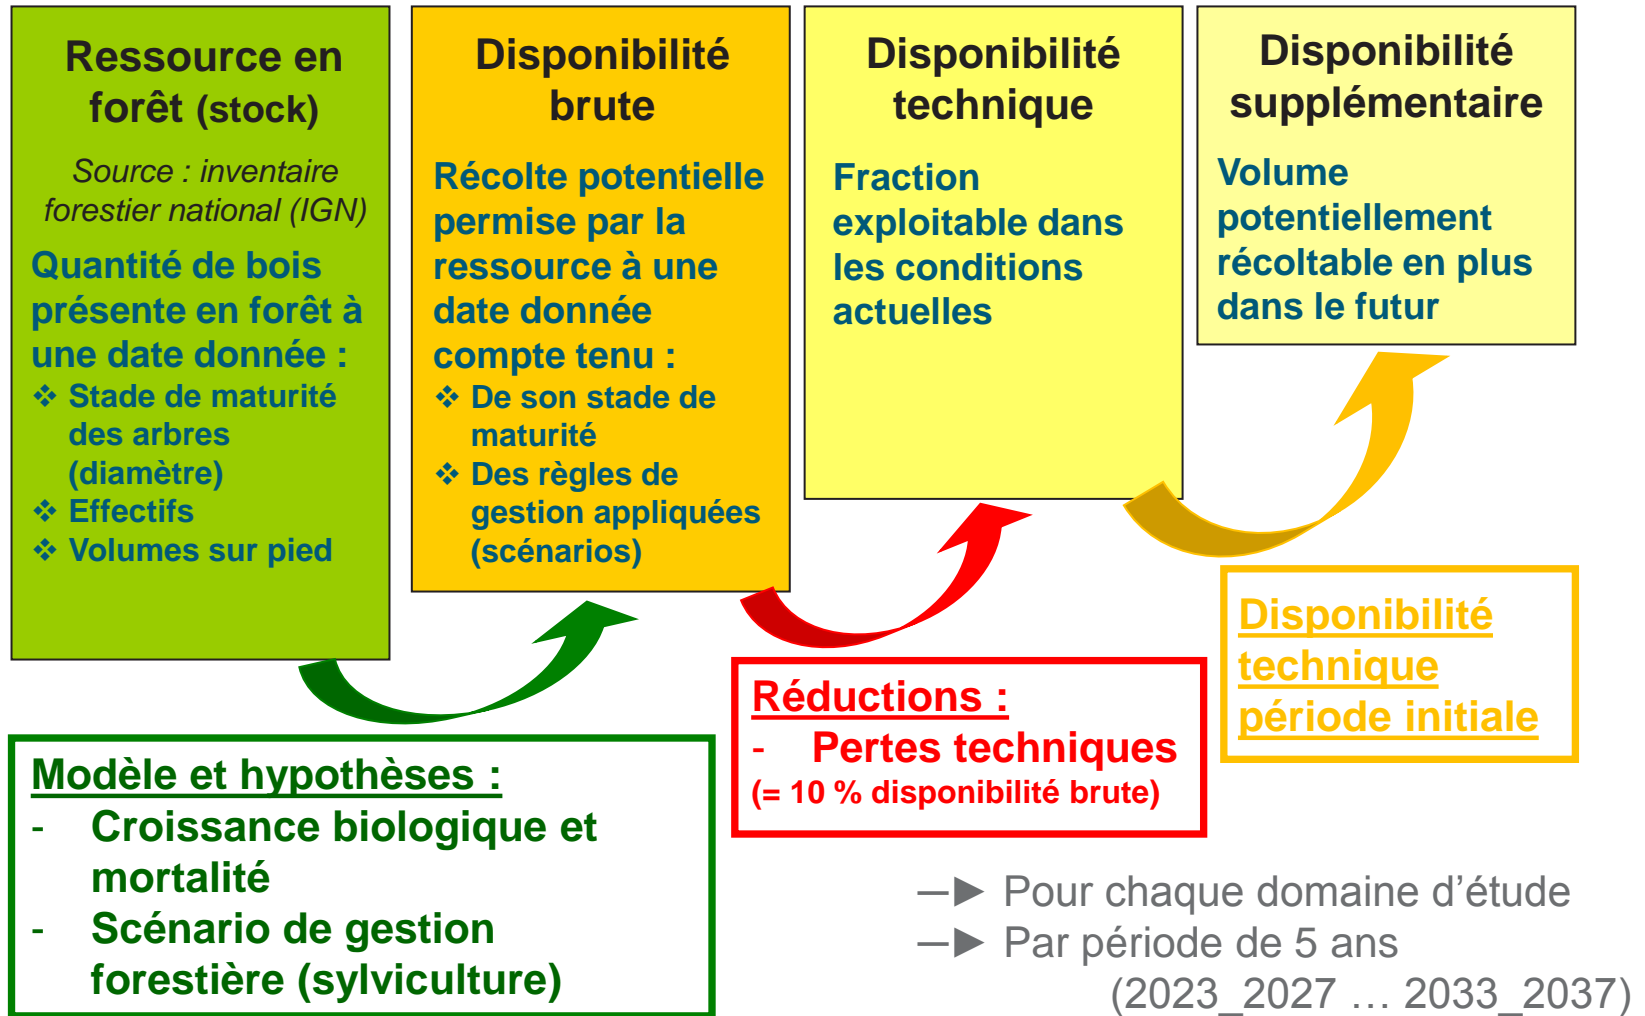 Ressource en
forêt (stock)
Source : inventaire
forestier national (IGN)
Quantité de bois
présente en forêt à
une date donnée :
❖ Stade de maturité
des arbres
(diamètre)
❖ Effectifs
❖ Volumes sur pied
Disponibilité
brute
Récolte potentielle
permise par la
ressource à une
date donnée
compte tenu :
❖ De son stade de
maturité
❖ Des règles de
gestion appliquées
(scénarios)
Disponibilité
technique
Fraction
exploitable dans
les conditions
actuelles
Disponibilité
supplémentaire
Volume
potentiellement
récoltable en plus
dans le futur
Modèle et hypothèses :
- Croissance biologique et
mortalité
- Scénario de gestion
forestière (sylviculture)
Réductions :
- Pertes techniques
(= 10 % disponibilité brute)
Disponibilité
technique
période initiale
─► Pour chaque domaine d'étude
─► Par période de 5 ans
(2023_2027 … 2033_2037)